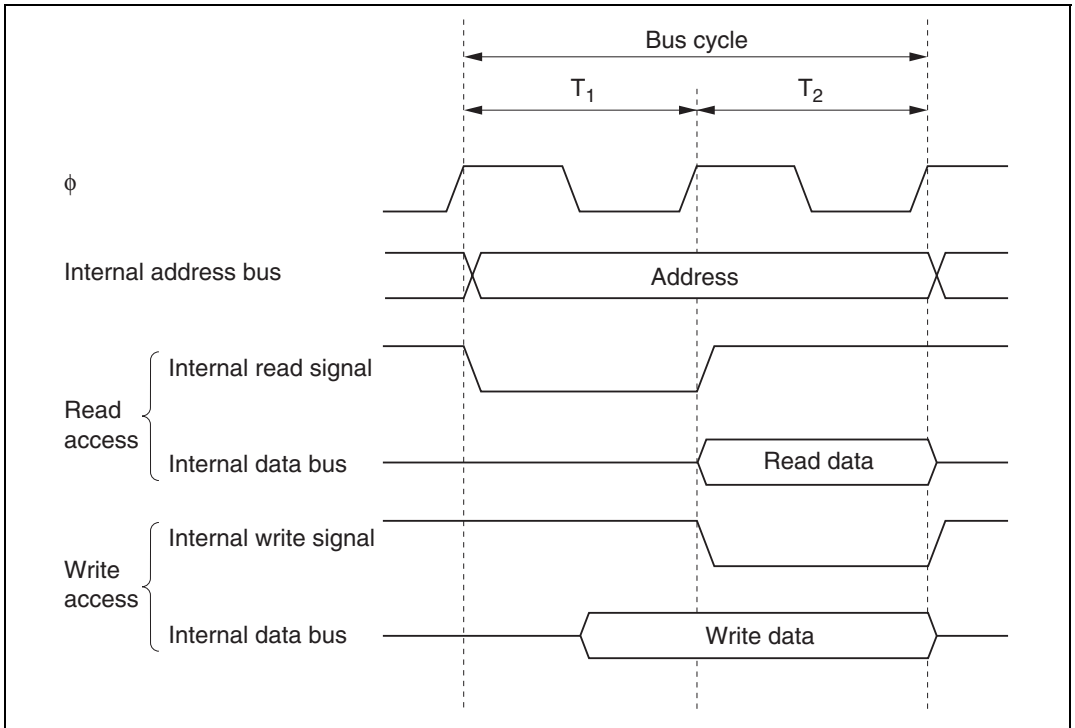 Bus cycle
T1 T2
ϕ
Internal address bus Address
Internal read signal
Read
access
Internal data bus Read data
Internal write signal
Write
access
Internal data bus Write data